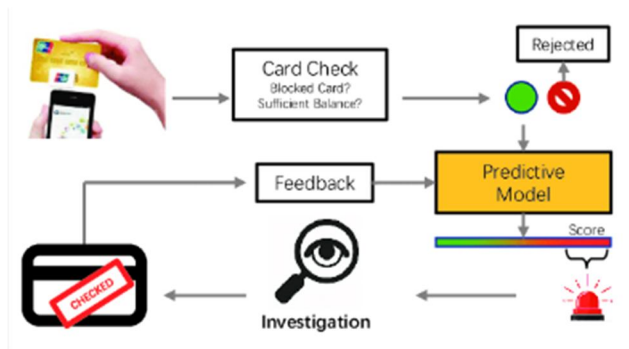 Rejected
Card Check
Blocked Card?
Sufficient Balance?
Feedback
Predictive
Model
Score
CHECKED
Investigation